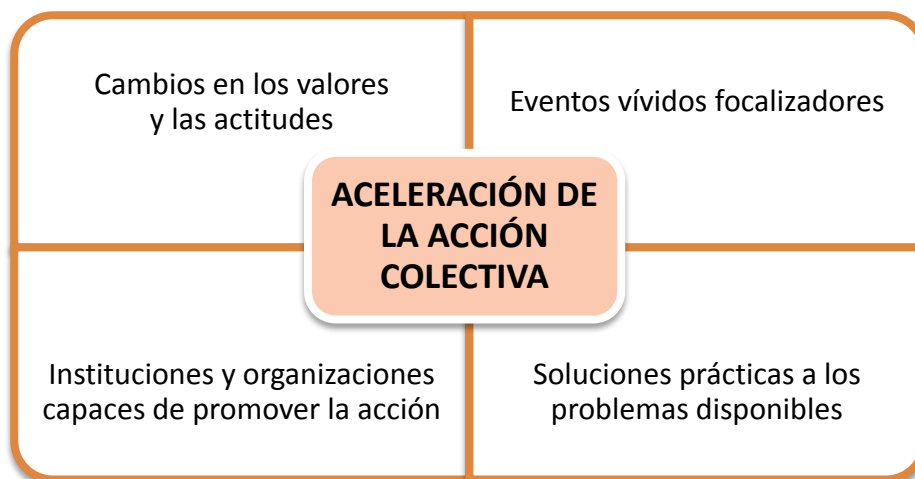 Cambios en los valores
y las actitudes
Eventos vívidos focalizadores
ACELERACIÓN DE
LA ACCIÓN
COLECTIVA
Instituciones y organizaciones
capaces de promover la acción
Soluciones prácticas a los
problemas disponibles